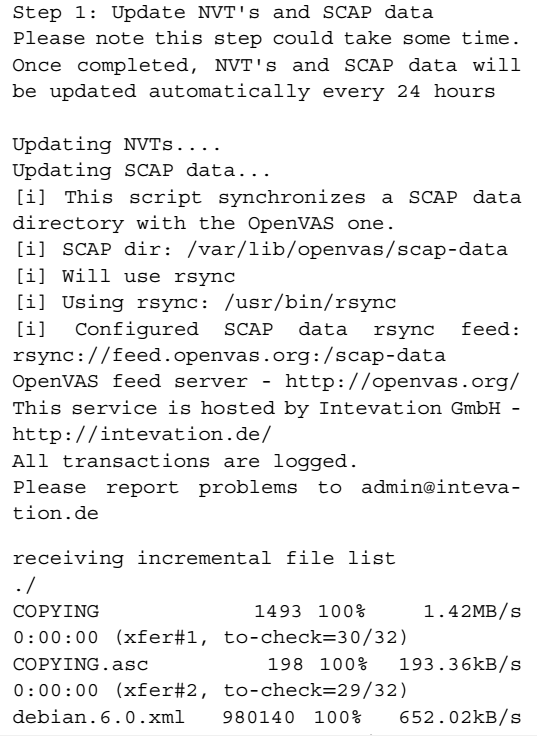 Step 1: Update NVT's and SCAP data
Please note this step could take some time.
Once completed, NVT's and SCAP data will
be updated automatically every 24 hours
Updating NVTs....
Updating SCAP data...
[i] This script synchronizes a SCAP data
directory with the OpenVAS one.
[i] SCAP dir: /var/lib/openvas/scap-data
[i] Will use rsync
[i] Using rsync: /usr/bin/rsync
[i] Configured SCAP data rsync feed:
rsync://feed.openvas.org:/scap-data
OpenVAS feed server - http://openvas.org/
This service is hosted by Intevation GmbH -
http://intevation.de/
All transactions are logged.
Please report problems to admin@inteva-
tion.de
receiving incremental file list
./
COPYING 1493 100% 1.42MB/s
0:00:00 (xfer#1, to-check=30/32)
COPYING.asc 198 100% 193.36kB/s
0:00:00 (xfer#2, to-check=29/32)
debian.6.0.xml 980140 100% 652.02kB/s